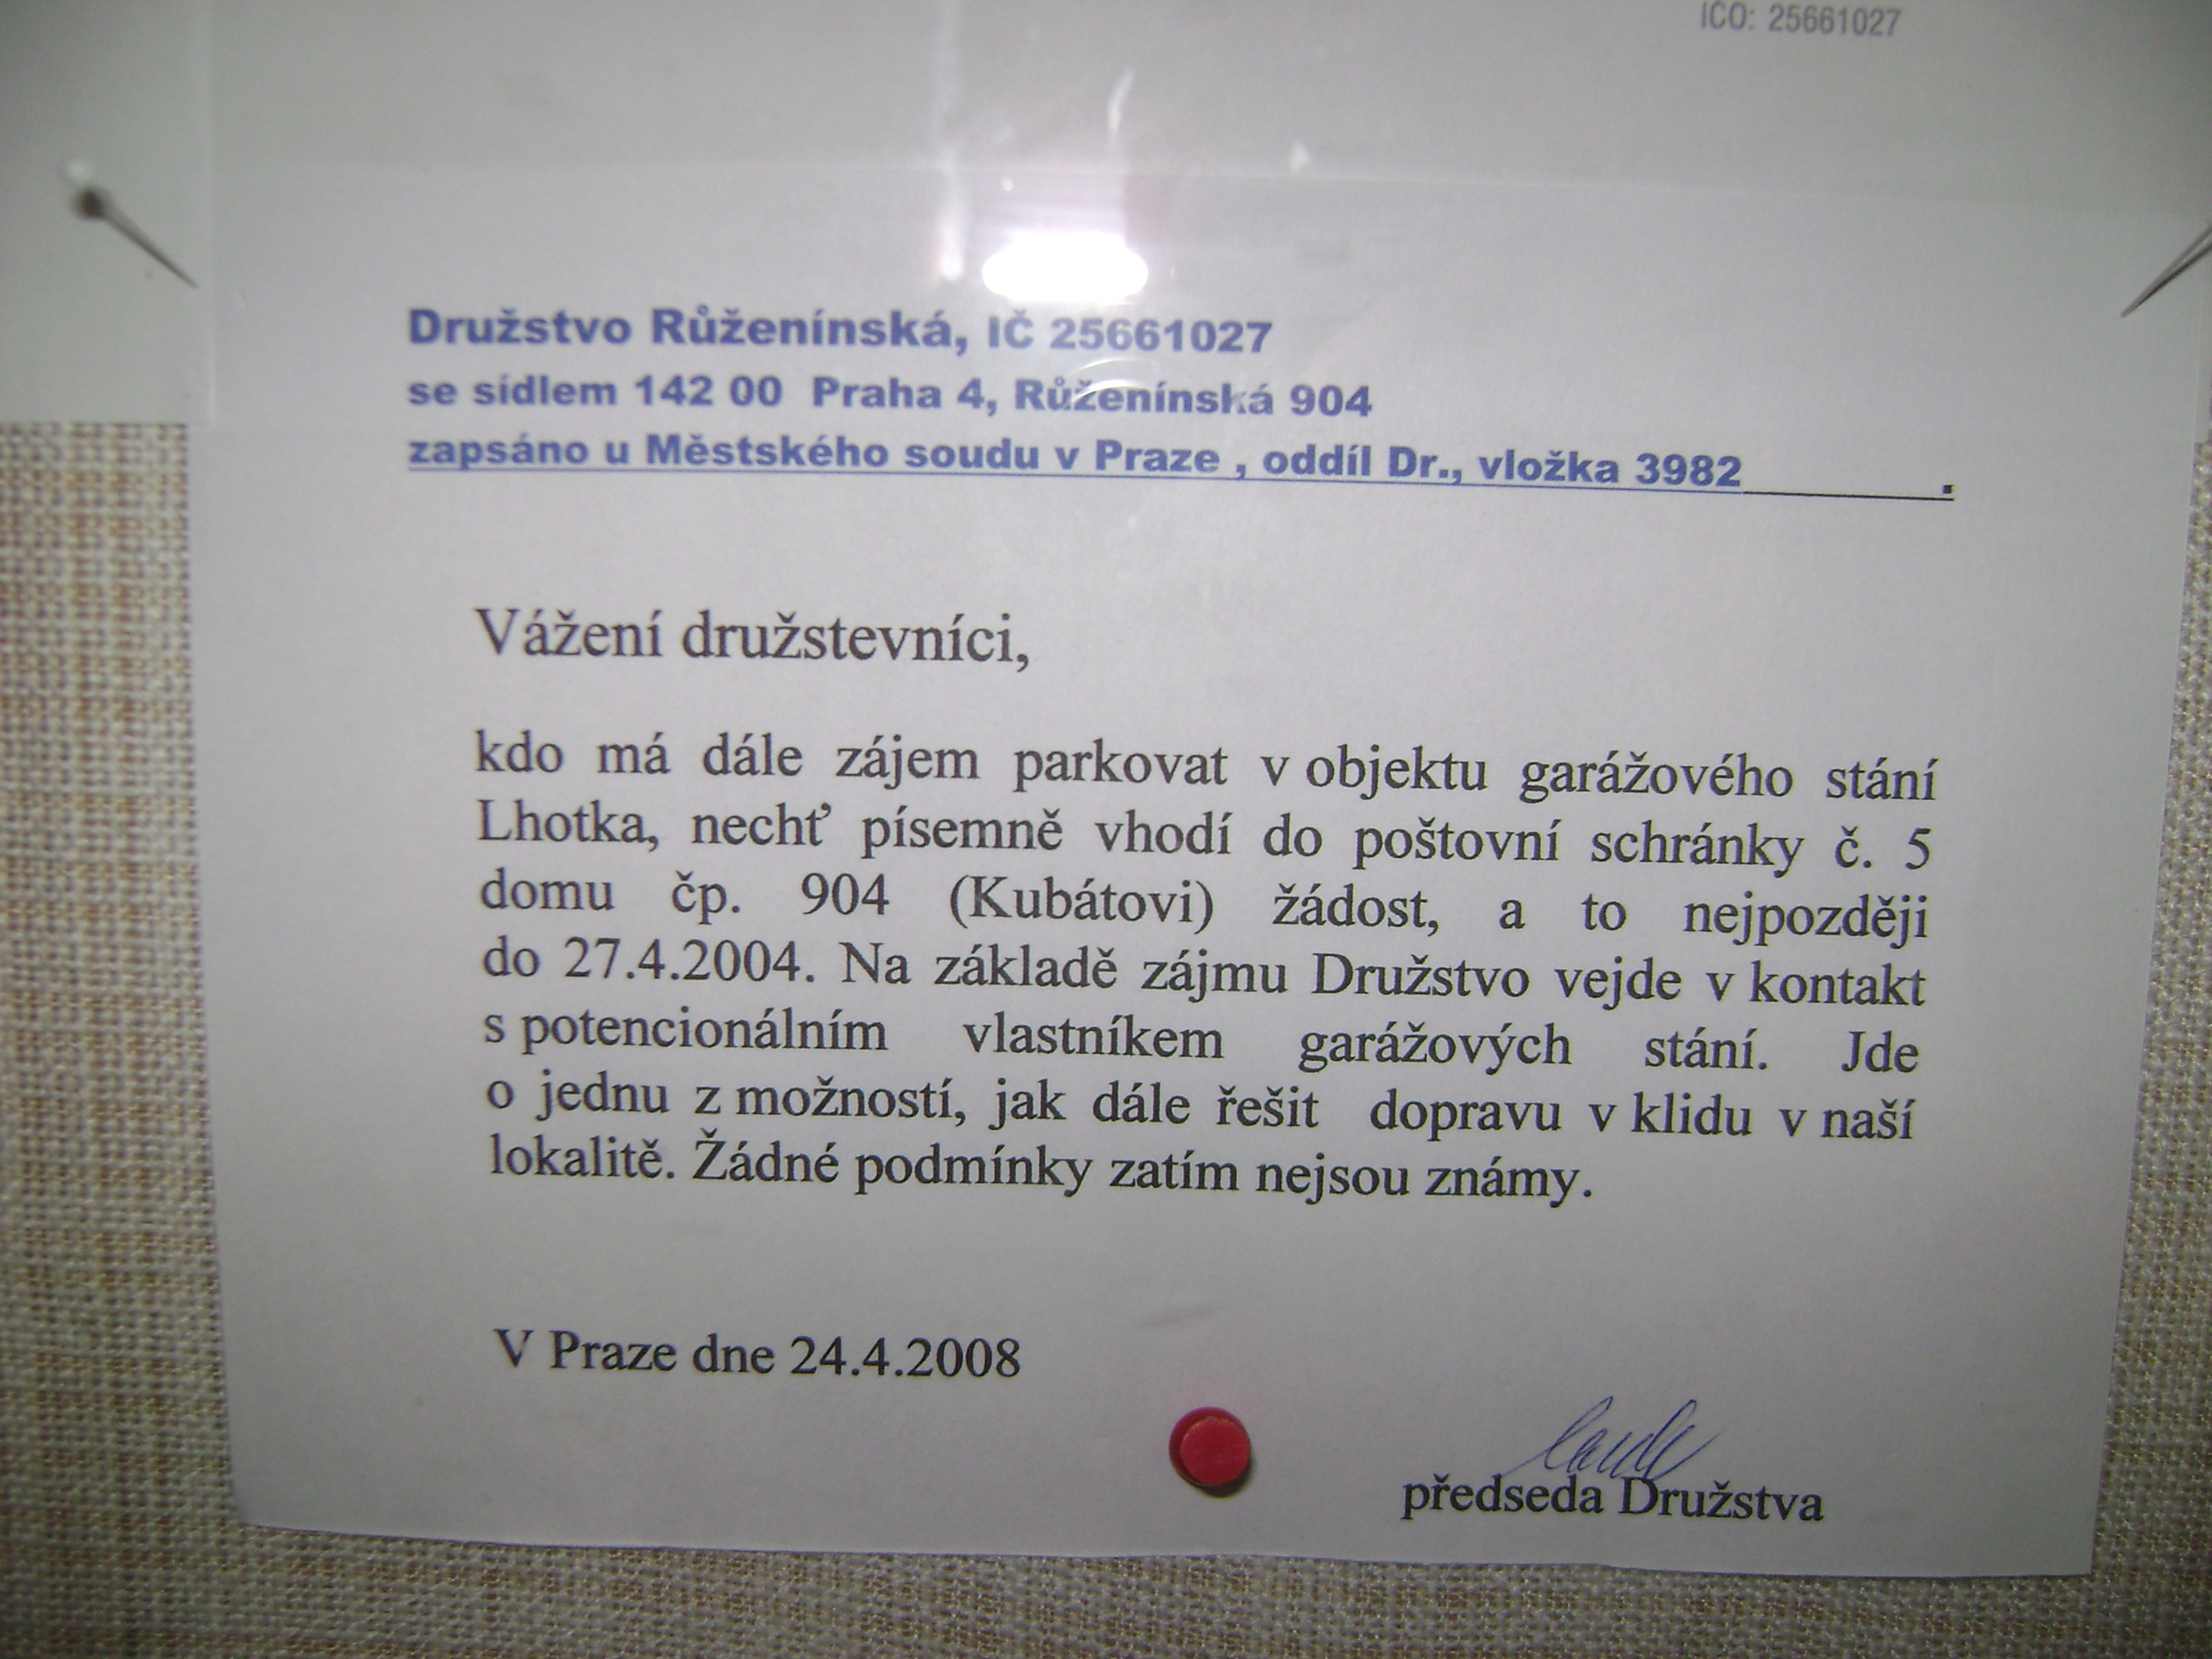 IČO: 25661027
Družstvo Růženínská, IČ 25661027
se sídlem 142 00 Praha 4, Růženínská 904
zapsáno u Městského soudu v Praze , oddíl Dr., vložka 3982 .
Vážení družstevníci,
kdo má dále zájem parkovat v objektu garážového stání
Lhotka, nechť písemně vhodí do poštovní schránky č. 5
domu čp. 904 (Kubátovi) žádost, a to nejpozději
do 27.4.2004. Na základě zájmu Družstvo vejde v kontakt
s potencionálním vlastníkem garážových stání. Jde
o jednu z možností, jak dále řešit dopravu v klidu v naší
lokalitě. Žádné podmínky zatím nejsou známy.
V Praze dne 24.4.2008
předseda Družstva